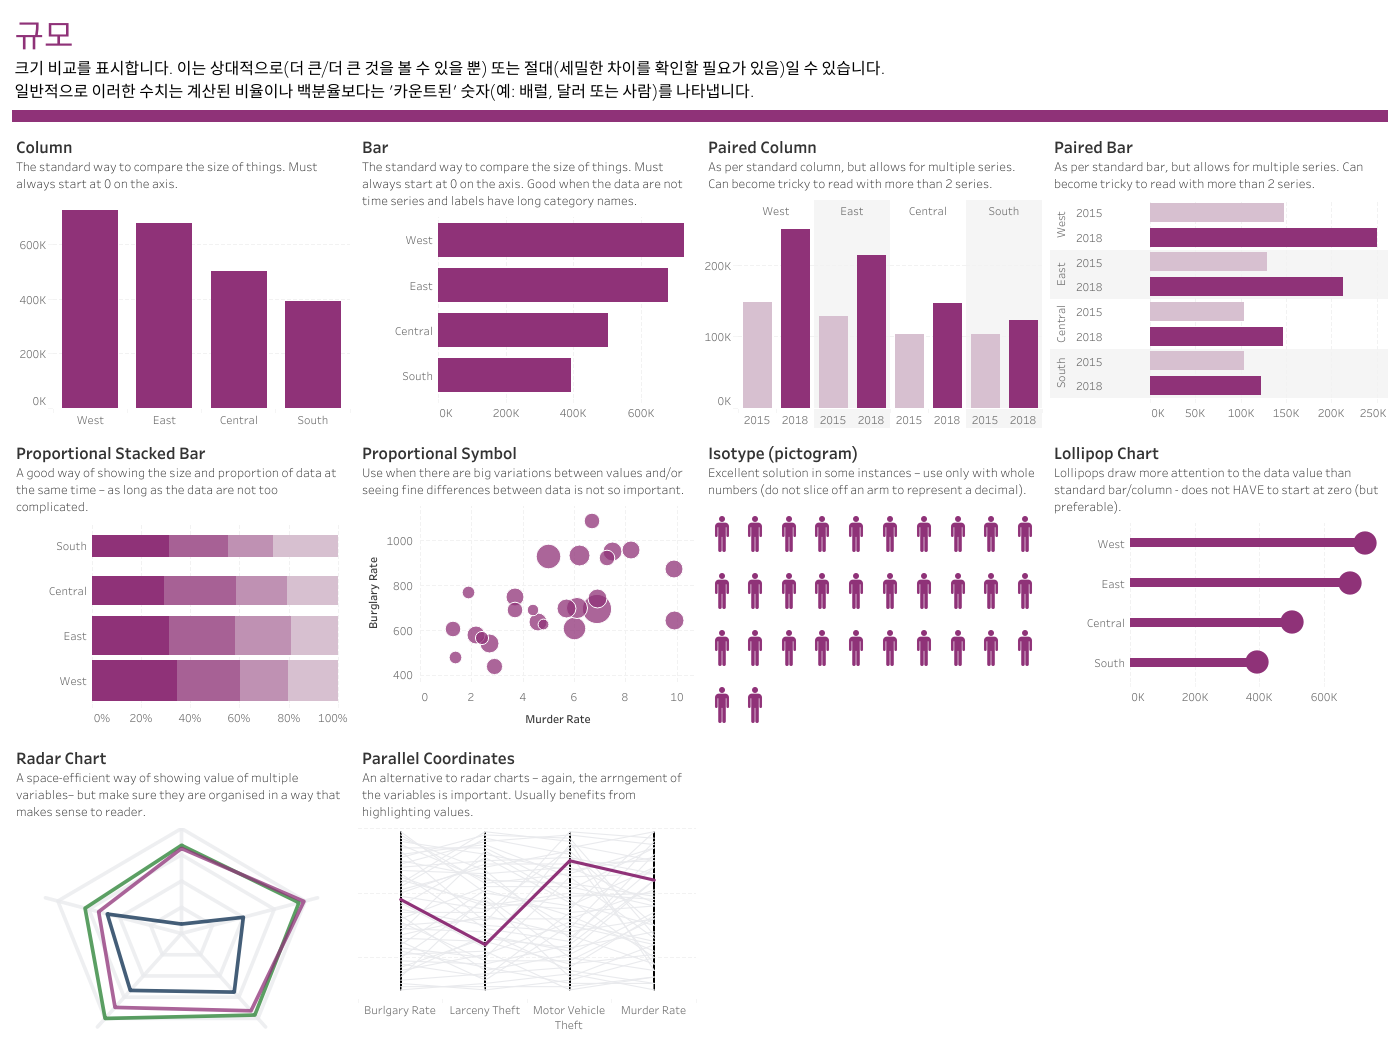 규모
크기 비교를 표시합니다. 이는 상대적으로(더 큰/더 큰 것을 볼 수 있을 뿐) 또는 절대(세밀한 차이를 확인할 필요가 있음)일 수 있습니다.
일반적으로 이러한 수치는 계산된 비율이나 백분율보다는 '카운트된' 숫자(예: 배럴, 달러 또는 사람)를 나타냅니다.
Column
The standard way to compare the size of things. Must
always start at 0 on the axis.
600K
400K
200K
0K
West East Central South
Bar
The standard way to compare the size of things. Must
always start at 0 on the axis. Good when the data are not
time series and labels have long category names.
West
East
Central
South
0K 200K 400K 600K
Paired Column
As per standard column, but allows for multiple series.
Can become tricky to read with more than 2 series.
West East Central South
200K
100K
0K
2015 2018 2015 2018 2015 2018 2015 2018
Paired Bar
As per standard bar, but allows for multiple series. Can
become tricky to read with more than 2 series.
West 2015
2018
East 2015
2018
Central 2015
2018
South 2015
2018
0K 50K 100K 150K 200K 250K
Proportional Stacked Bar
A good way of showing the size and proportion of data at
the same time – as long as the data are not too
complicated.
South
Central
East
West
0% 20% 40% 60% 80% 100%
Proportional Symbol
Use when there are big variations between values and/or
seeing fine differences between data is not so important.
Burglary Rate
1000
800
600
400
0 2 4 6 8 10
Murder Rate
Isotype (pictogram)
Excellent solution in some instances – use only with whole
numbers (do not slice off an arm to represent a decimal).
Lollipop Chart
Lollipops draw more attention to the data value than
standard bar/column - does not HAVE to start at zero (but
preferable).
West
East
Central
South
0K 200K 400K 600K
Radar Chart
A space-efficient way of showing value of multiple
variables– but make sure they are organised in a way that
makes sense to reader.
Parallel Coordinates
An alternative to radar charts – again, the arrngement of
the variables is important. Usually benefits from
highlighting values.
Burlgary Rate Larceny Theft Motor Vehicle Murder Rate
Theft